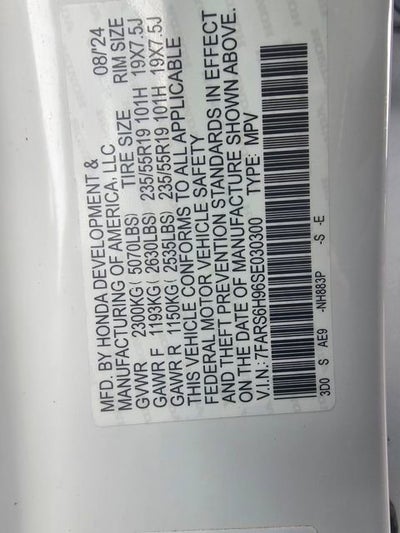 MFD. BY HONDA DEVELOPMENT &
MANUFACTURING OF AMERICA, LLC 08/'24
TIRE SIZE RIM SIZE
GVWR 2300KG ( 5070LBS)
GAWR F 1193KG ( 2630LBS) 235/55R19 101H 19X7.5J
GAWR R 1150KG ( 2535LBS) 235/55R19 101H 19X7.5J
THIS VEHICLE CONFORMS TO ALL APPLICABLE
FEDERAL MOTOR VEHICLE SAFETY
AND THEFT PREVENTION STANDARDS IN EFFECT
ON THE DATE OF MANUFACTURE SHOWN ABOVE.
V.I.N.: 7FARS6H96SE030300 TYPE: MPV
3D0 S AE9 -NH883P -S -E